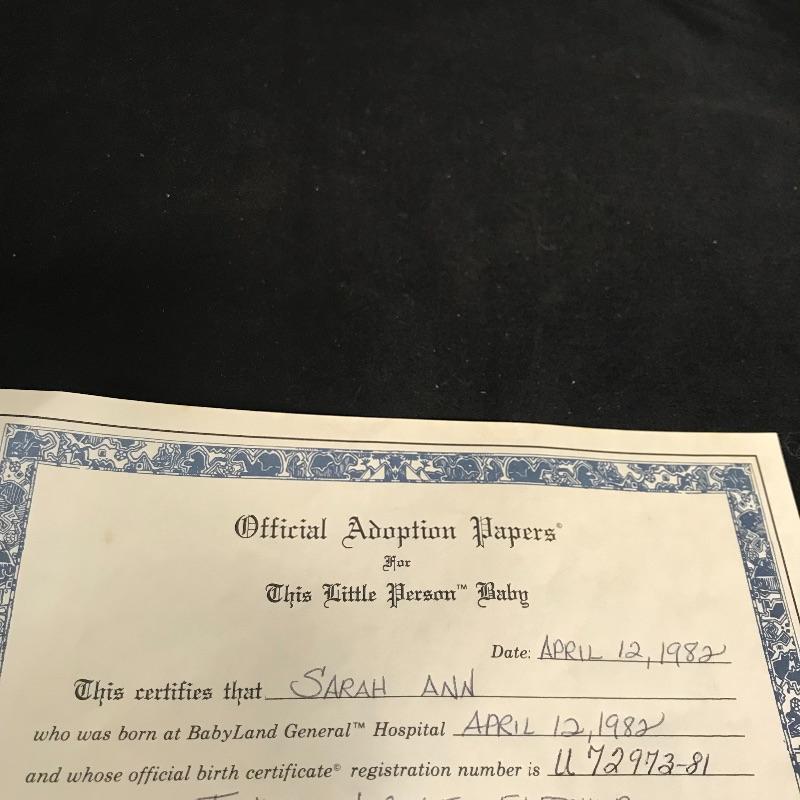 Official Adoption Papers©
For
This Little Person™ Baby
Date: APRIL 12, 1982
This certifies that SARAH ANN
who was born at BabyLand General™ Hospital APRIL 12, 1982
and whose official birth certificate© registration number is U 72973-81